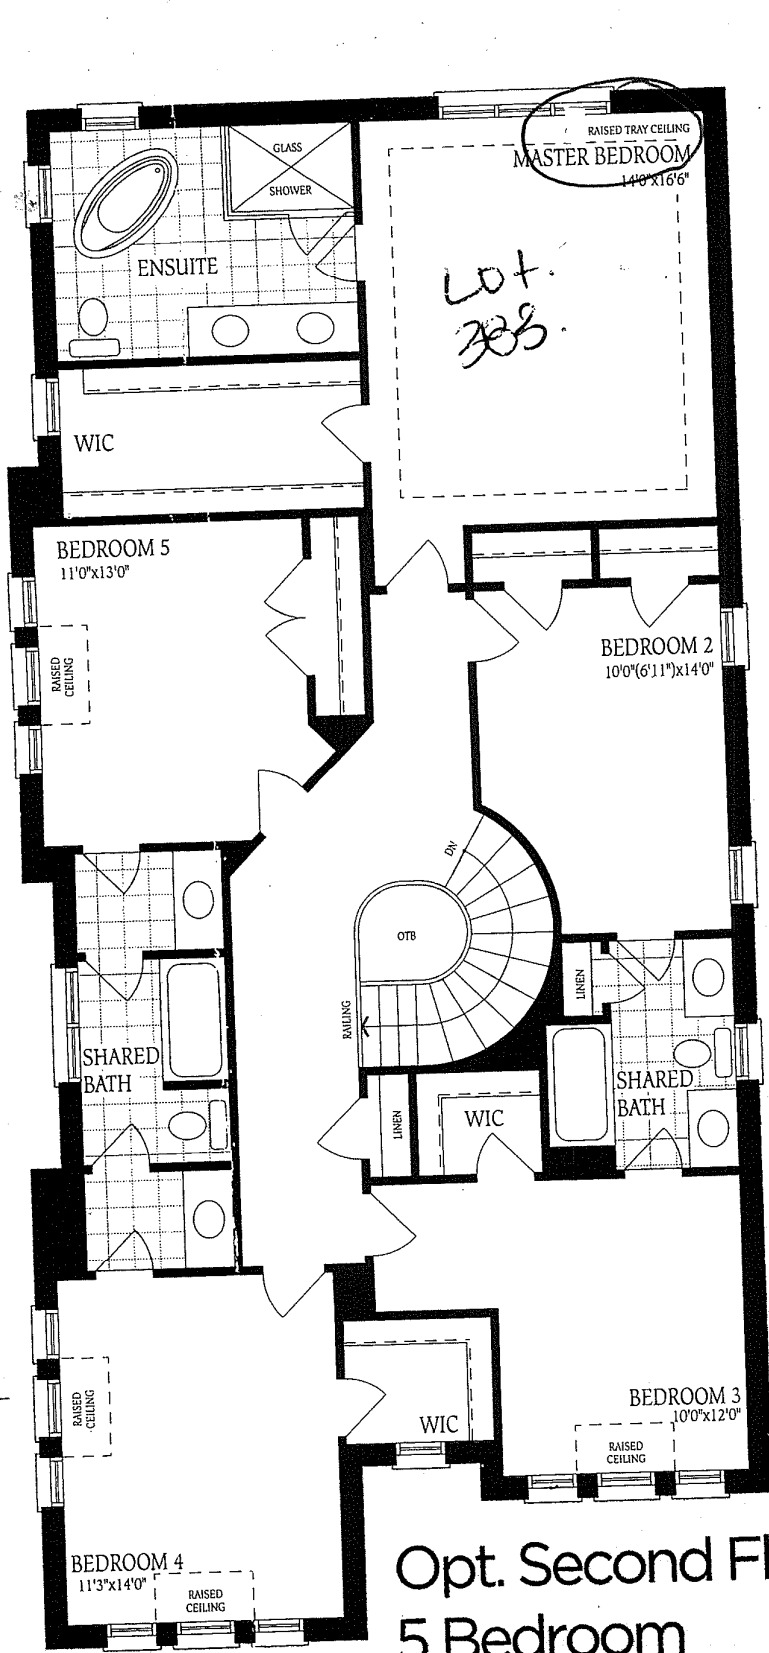 RAISED TRAY CEILING
MASTER BEDROOM
14'0"x16'6"
GLASS
SHOWER
ENSUITE
Lot.
WIC
BEDROOM 5
11'0"x13'0"
RAISED
CEILING
BEDROOM 2
10'0"(6'11")x14'0"
DN
OTB
RAILING
LINEN
SHARED
BATH
SHARED
BATH
LINEN
WIC
RAISED
CEILING
WIC
BEDROOM 3
10'0"x12'0"
RAISED
CEILING
BEDROOM 4
11'3"x14'0"
RAISED
CEILING
Opt. Second Fl
5 Bedroom